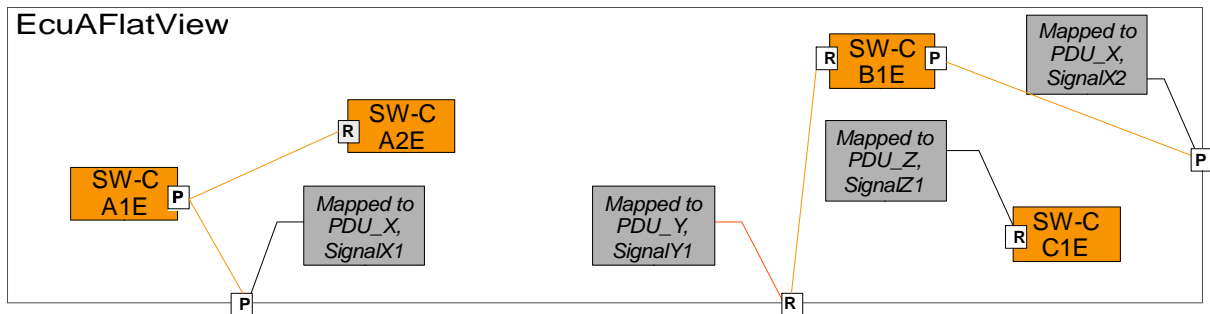 EcuAFlatView
SW-C
A1E
P
R
SW-C
A2E
Mapped to
PDU_X,
SignalX1
P
Mapped to
PDU_Y,
SignalY1
R
R
SW-C
B1E
P
Mapped to
PDU_X,
SignalX2
P
Mapped to
PDU_Z,
SignalZ1
R
SW-C
C1E